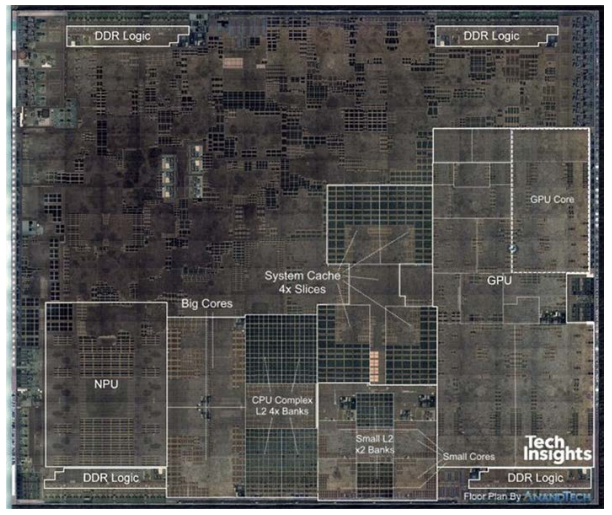 DDR Logic
DDR Logic
GPU Core
System Cache
4x Slices
GPU
Big Cores
NPU
CPU Complex
L2 4x Banks
Small L2
x2 Banks
Small Cores
Tech
Insights
DDR Logic
DDR Logic
Floor Plan By ANANDTECH